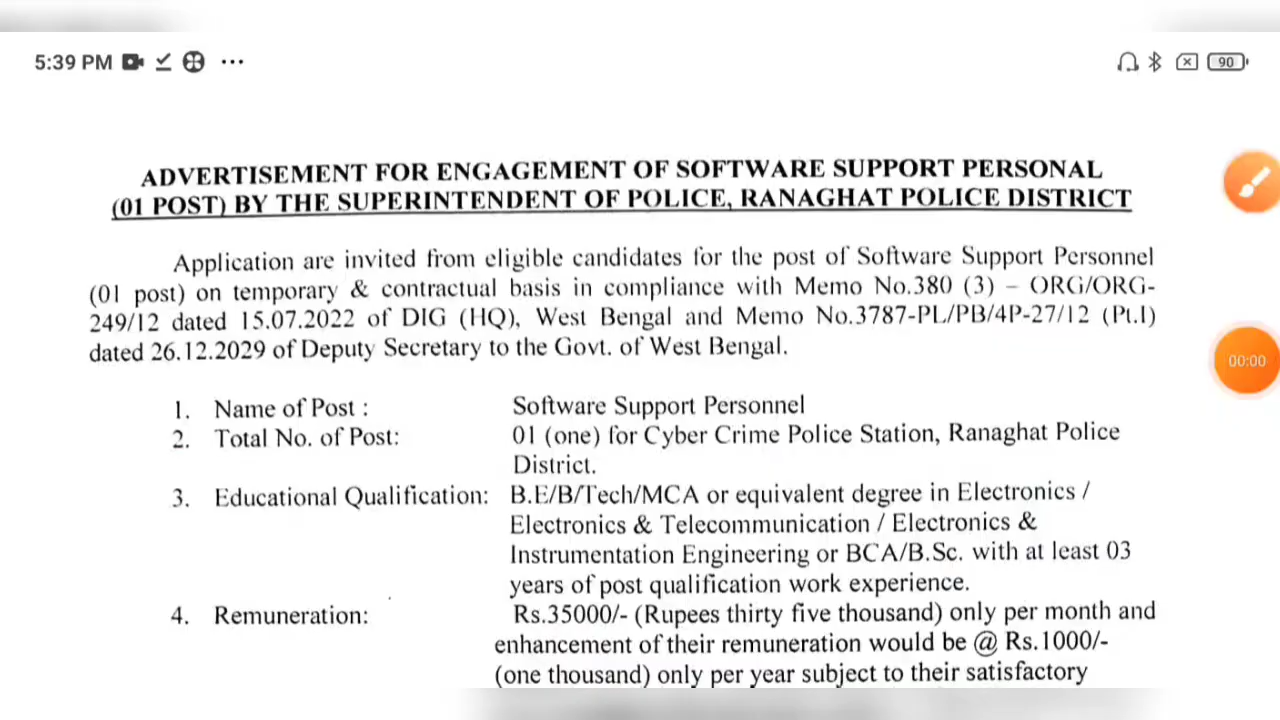 5:39 PM ...
90
ADVERTISEMENT FOR ENGAGEMENT OF SOFTWARE SUPPORT PERSONAL
(01 POST) BY THE SUPERINTENDENT OF POLICE, RANAGHAT POLICE DISTRICT
Application are invited from eligible candidates for the post of Software Support Personnel
(01 post) on temporary & contractual basis in compliance with Memo No.380 (3) – ORG/ORG-
249/12 dated 15.07.2022 of DIG (HQ), West Bengal and Memo No.3787-PL/PB/4P-27/12 (Pt.I)
dated 26.12.2029 of Deputy Secretary to the Govt. of West Bengal.
00:00
1. Name of Post : Software Support Personnel
2. Total No. of Post: 01 (one) for Cyber Crime Police Station, Ranaghat Police
District.
3. Educational Qualification: B.E/B/Tech/MCA or equivalent degree in Electronics /
Electronics & Telecommunication / Electronics &
Instrumentation Engineering or BCA/B.Sc. with at least 03
years of post qualification work experience.
4. Remuneration: Rs.35000/- (Rupees thirty five thousand) only per month and
enhancement of their remuneration would be @ Rs.1000/-
(one thousand) only per year subject to their satisfactory